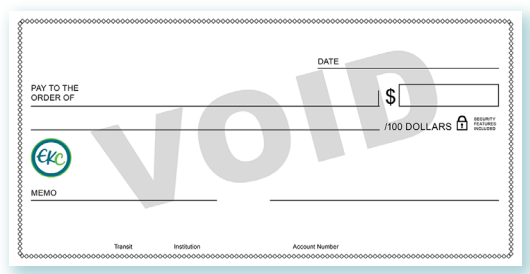 DATE
PAY TO THE
ORDER OF
$
/100 DOLLARS
SECURITY
FEATURES
INCLUDED
VOID
EKC
MEMO
Transit Institution Account Number